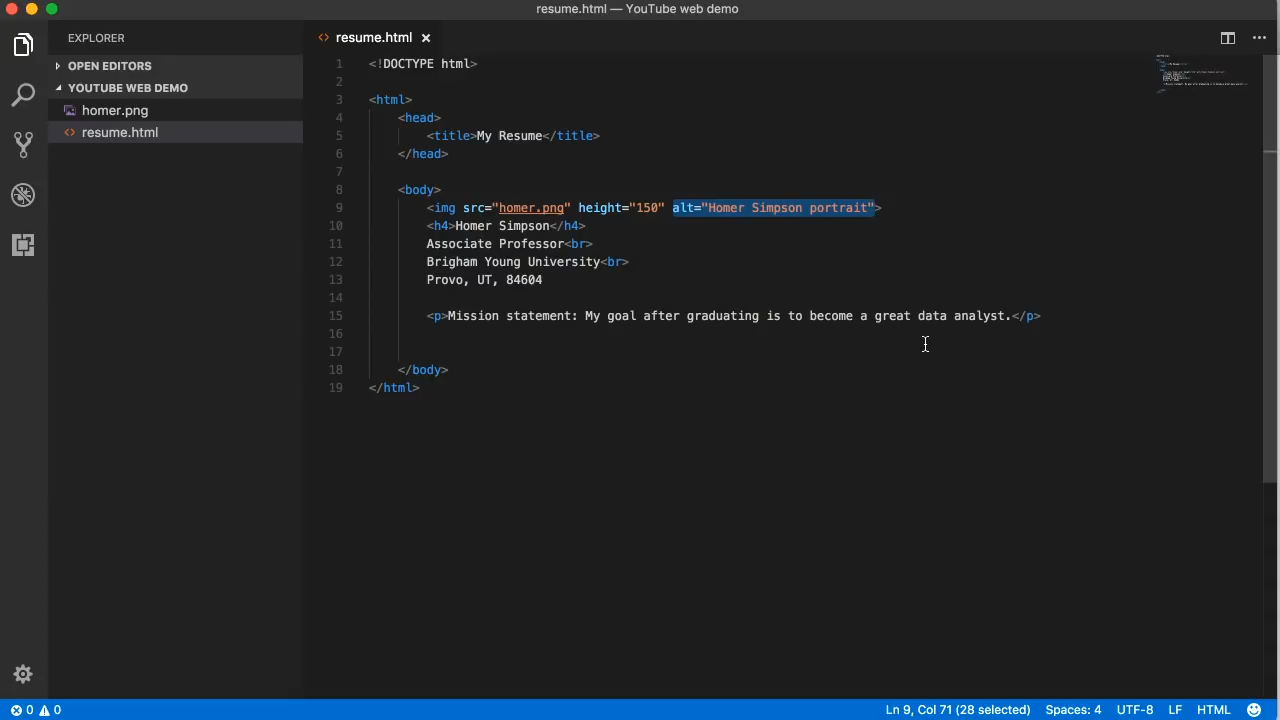 resume.html — YouTube web demo
EXPLORER
OPEN EDITORS
YOUTUBE WEB DEMO
homer.png
resume.html
<> resume.html ×
1 <!DOCTYPE html>
2
3 <html>
4 <head>
5 <title>My Resume</title>
6 </head>
7
8 <body>
9 <img src="homer.png" height="150" alt="Homer Simpson portrait">
10 <h4>Homer Simpson</h4>
11 Associate Professor<br>
12 Brigham Young University<br>
13 Provo, UT, 84604
14
15 <p>Mission statement: My goal after graduating is to become a great data analyst.</p>
16
17
18 </body>
19 </html>
0 0 Ln 9, Col 71 (28 selected) Spaces: 4 UTF-8 LF HTML